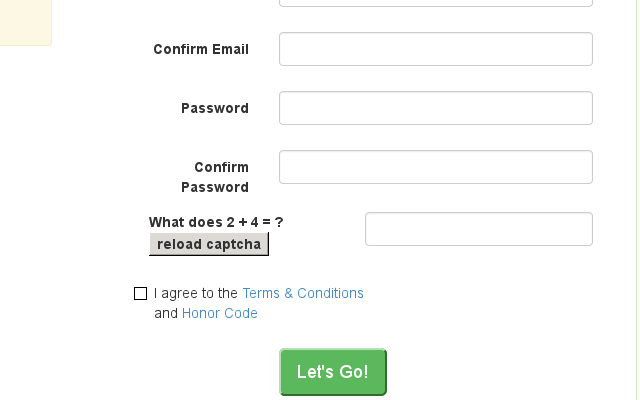 Confirm Email
Password
Confirm
Password
What does 2 + 4 = ?
reload captcha
I agree to the Terms & Conditions
and Honor Code
Let's Go!